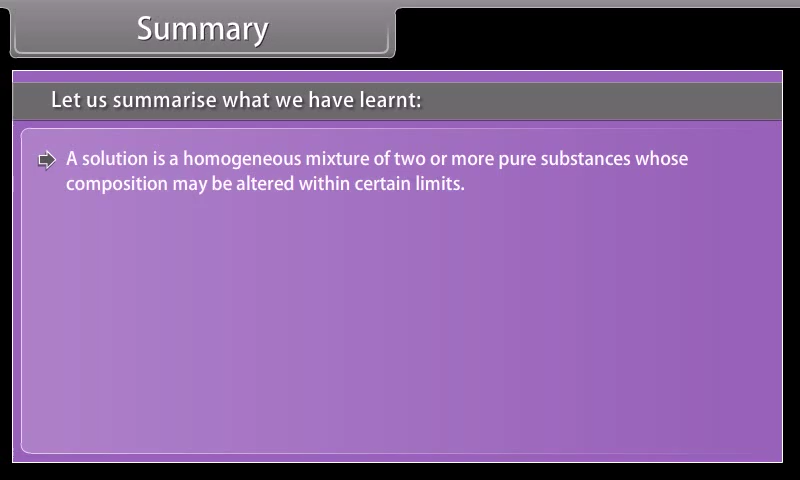 Summary
Let us summarise what we have learnt:
A solution is a homogeneous mixture of two or more pure substances whose
composition may be altered within certain limits.